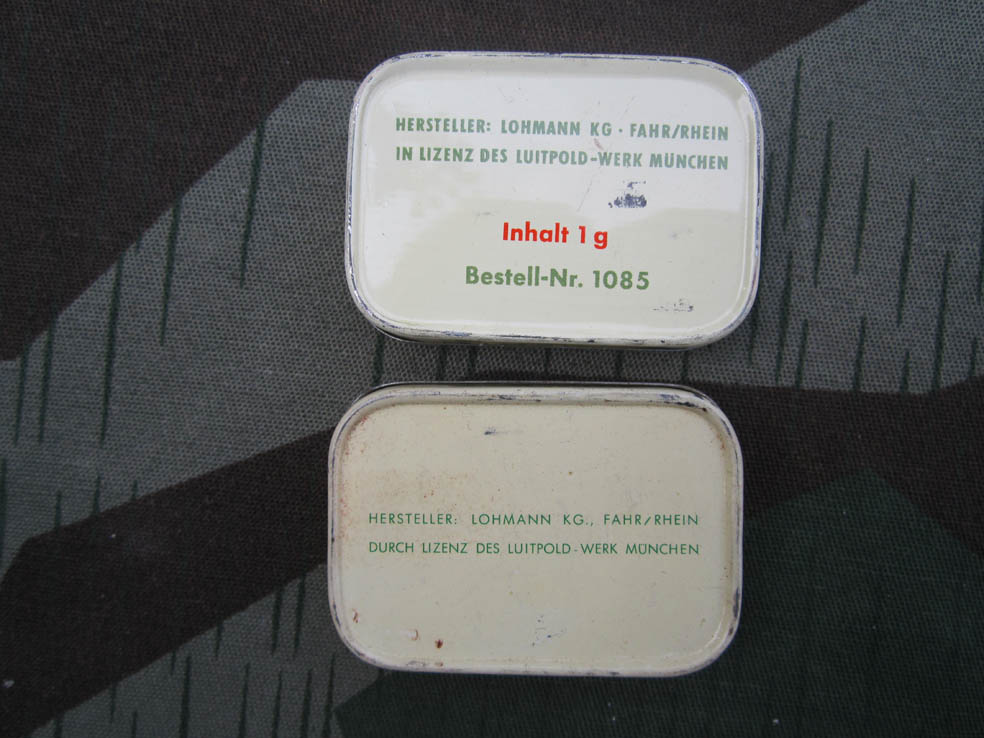 HERSTELLER: LOHMANN KG · FAHR/RHEIN
IN LIZENZ DES LUITPOLD-WERK MÜNCHEN
Inhalt 1 g
Bestell-Nr. 1085
HERSTELLER: LOHMANN KG., FAHR/RHEIN
DURCH LIZENZ DES LUITPOLD-WERK MÜNCHEN